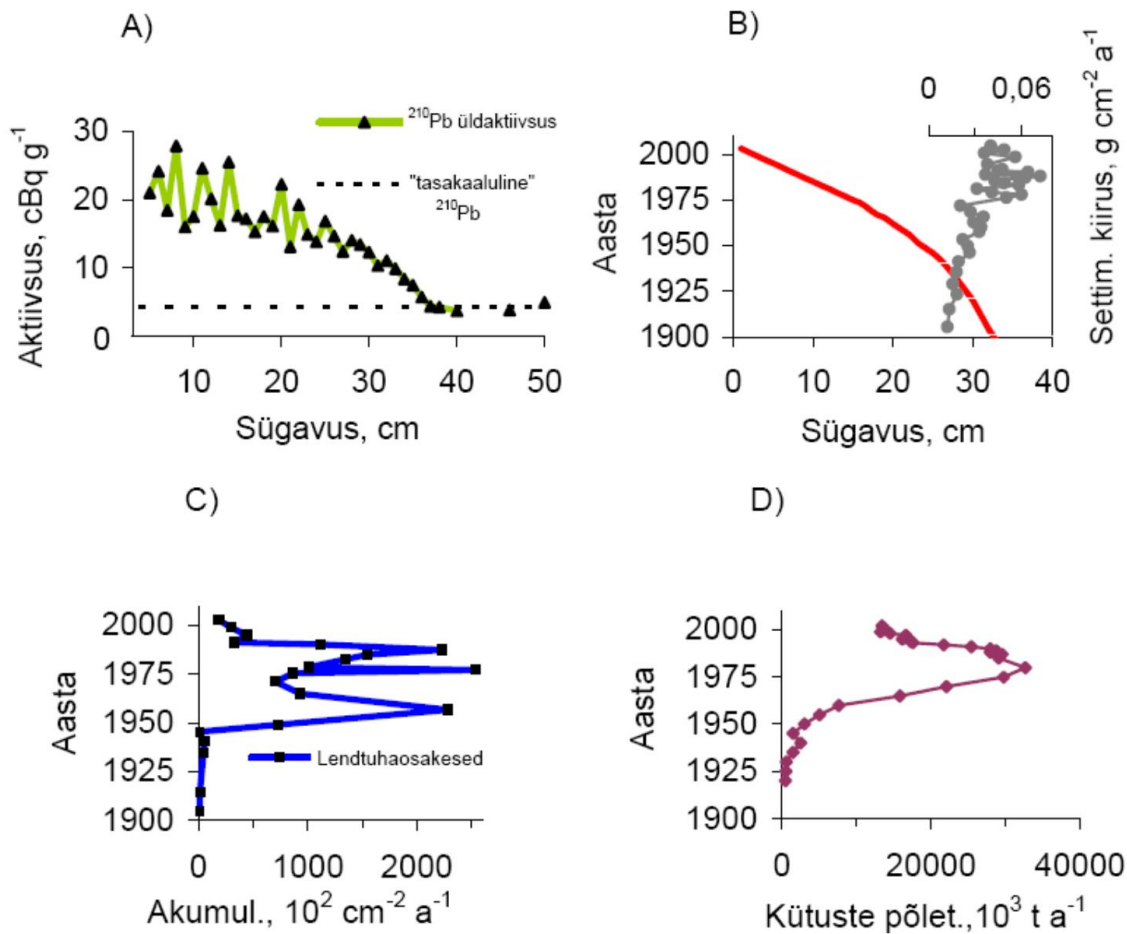 A)
Aktiivsus, cBq g⁻¹
30
20
10
0
²¹⁰Pb üldaktiivsus
"tasakaaluline"
²¹⁰Pb
10 20 30 40 50
Sügavus, cm
B)
0 0,06
Settim. kiirus, g cm⁻² a⁻¹
Aasta
2000
1975
1950
1925
1900
0 10 20 30 40
Sügavus, cm
C)
Aasta
2000
1975
1950
1925
1900
Lendtuhaosakesed
0 1000 2000
Akumul., 10² cm⁻² a⁻¹
D)
Aasta
2000
1975
1950
1925
1900
0 20000 40000
Kütuste põlet.,10³ t a⁻¹